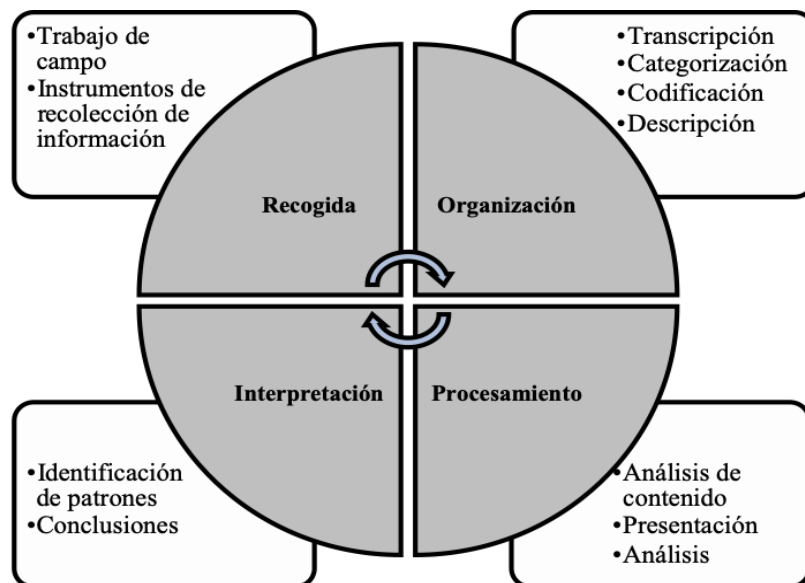 •Trabajo de
campo
•Instrumentos de
recolección de
información
•Transcripción
•Categorización
•Codificación
•Descripción
Recogida
Organización
Interpretación
Procesamiento
•Identificación
de patrones
•Conclusiones
•Análisis de
contenido
•Presentación
•Análisis